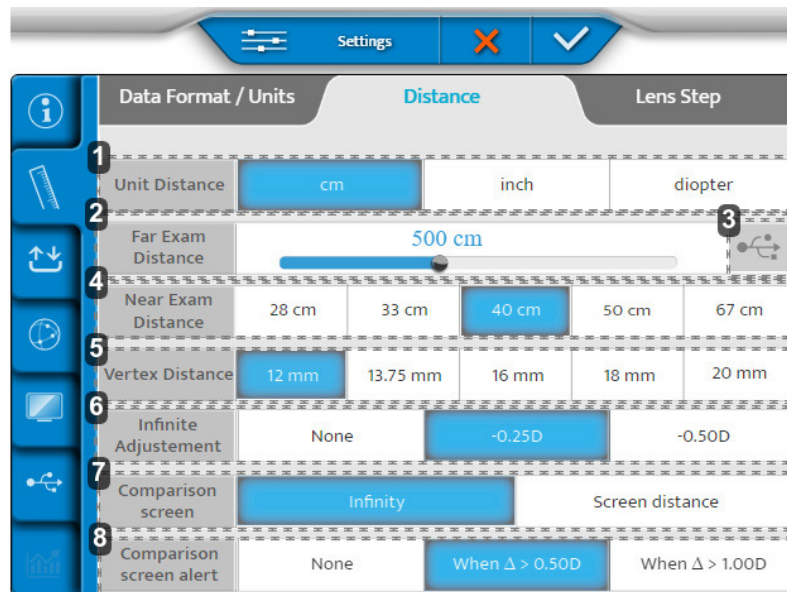 Settings
Data Format / Units Distance Lens Step
1
Unit Distance cm inch diopter
2
3
Far Exam
Distance
500 cm
4
Near Exam
Distance
28 cm 33 cm 40 cm 50 cm 67 cm
5
Vertex Distance 12 mm 13.75 mm 16 mm 18 mm 20 mm
6
Infinite
Adjustement
None -0.25D -0.50D
7
Comparison
screen
Infinity Screen distance
8
Comparison
screen alert
None When Δ > 0.50D When Δ > 1.00D